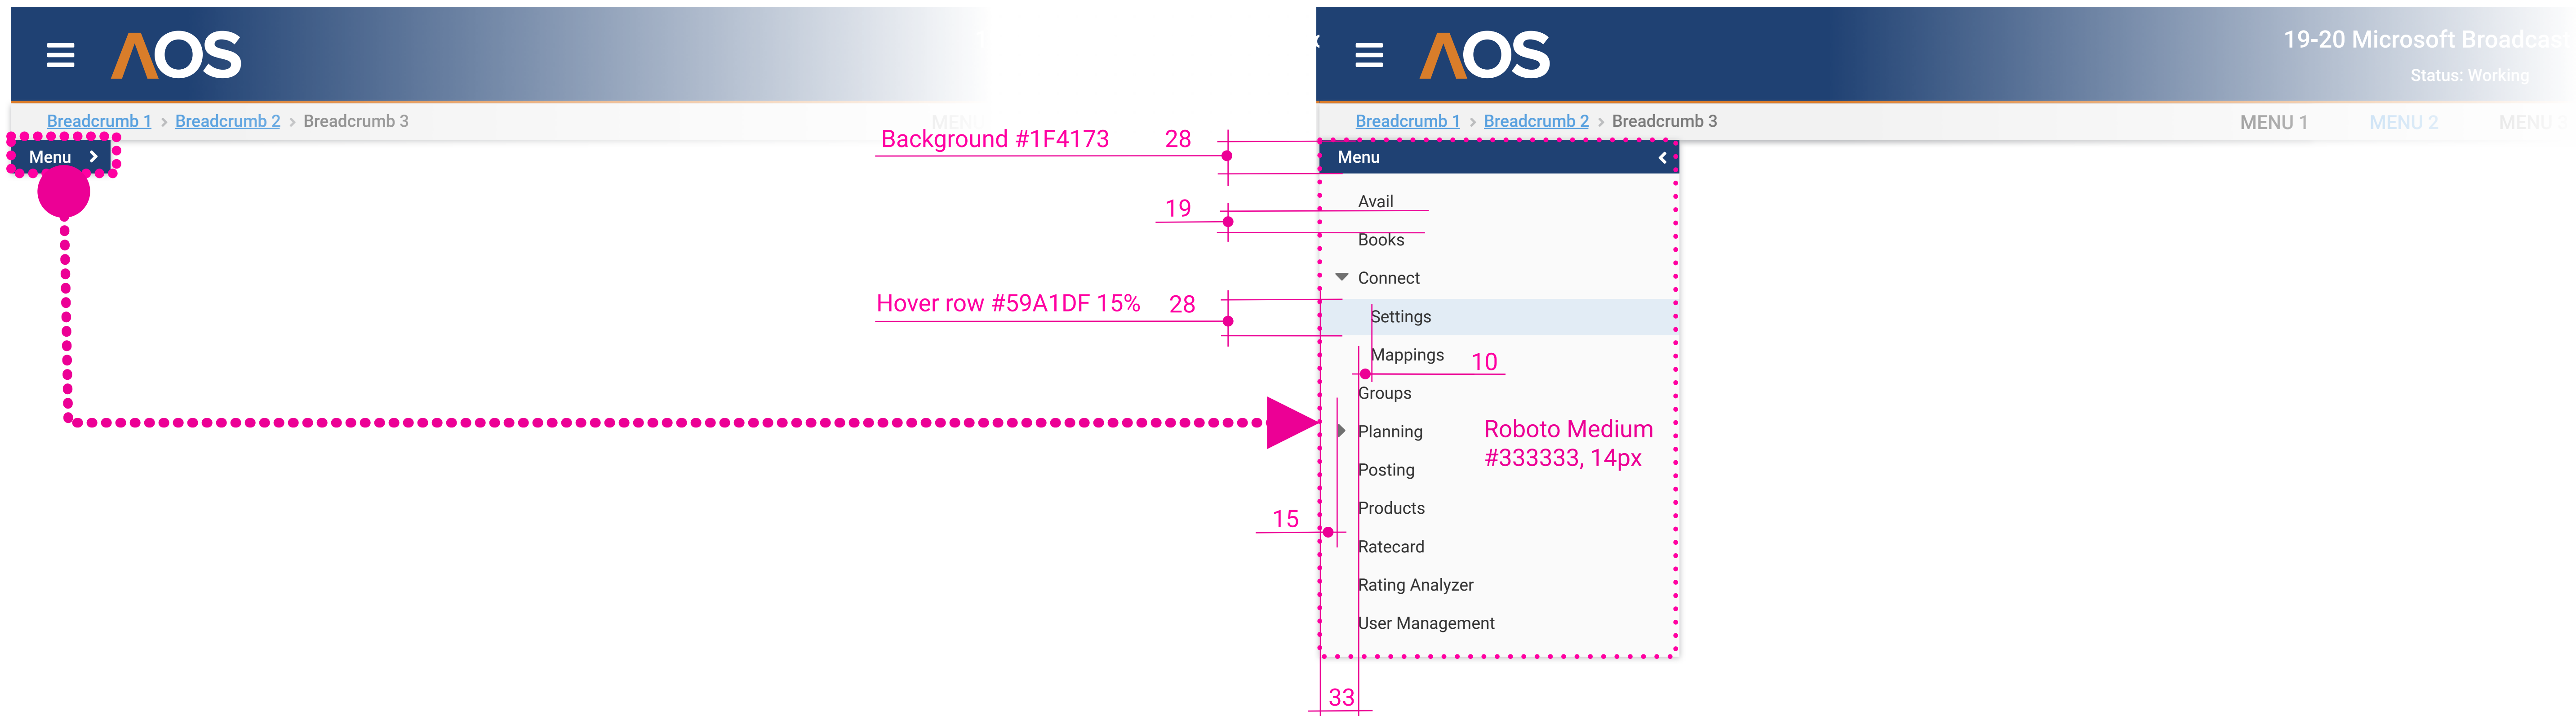 AOS
Breadcrumb 1 > Breadcrumb 2 > Breadcrumb 3
MENU
Menu >
Background #1F4173 28
19
Hover row #59A1DF 15% 28
AOS
19-20 Microsoft Broadcast
Status: Working
Breadcrumb 1 > Breadcrumb 2 > Breadcrumb 3
MENU 1 MENU 2 MENU
Menu <
Avail
Books
Connect
Settings
Mappings
10
Groups
Planning
Posting
Products
Ratecard
Rating Analyzer
User Management
Roboto Medium
#333333, 14px
15
33